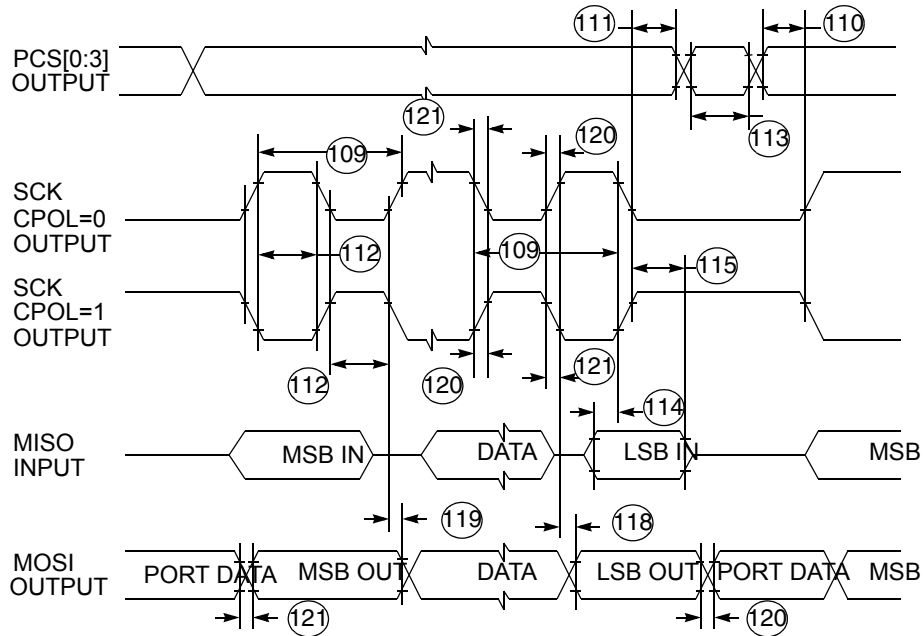 111
110
PCS[0:3]
OUTPUT
121
120
109
113
SCK
CPOL=0
OUTPUT
112
109
115
SCK
CPOL=1
OUTPUT
112
120
121
114
MISO
INPUT
MSB IN
DATA
LSB IN
MSB
119
118
MOSI
OUTPUT
PORT DATA
MSB OUT
DATA
LSB OUT
PORT DATA
MSB
121
120